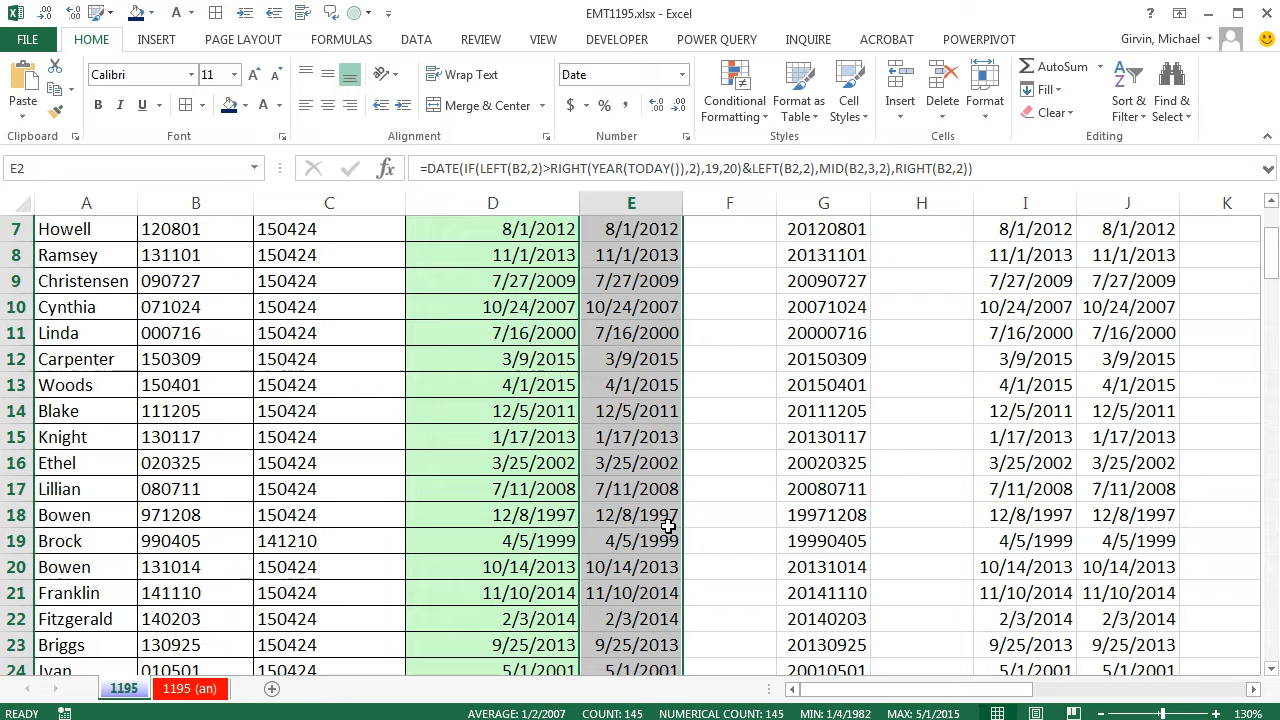 EMT1195.xlsx - Excel
FILE HOME INSERT PAGE LAYOUT FORMULAS DATA REVIEW VIEW DEVELOPER POWER QUERY INQUIRE ACROBAT POWERPIVOT Girvin, Michael
Paste
Calibri 11
Wrap Text
Merge & Center
Date
Conditional Formatting
Format as Table
Cell Styles
Insert
Delete
Format
AutoSum
Fill
Clear
Sort & Filter
Find & Select
Clipboard Font Alignment Number Styles Cells Editing
E2 =DATE(IF(LEFT(B2,2)>RIGHT(YEAR(TODAY()),2),19,20)&LEFT(B2,2),MID(B2,3,2),RIGHT(B2,2))
A B C D E F G H I J K
7 Howell 120801 150424 8/1/2012 8/1/2012 20120801 8/1/2012 8/1/2012
8 Ramsey 131101 150424 11/1/2013 11/1/2013 20131101 11/1/2013 11/1/2013
9 Christensen 090727 150424 7/27/2009 7/27/2009 20090727 7/27/2009 7/27/2009
10 Cynthia 071024 150424 10/24/2007 10/24/2007 20071024 10/24/2007 10/24/2007
11 Linda 000716 150424 7/16/2000 7/16/2000 20000716 7/16/2000 7/16/2000
12 Carpenter 150309 150424 3/9/2015 3/9/2015 20150309 3/9/2015 3/9/2015
13 Woods 150401 150424 4/1/2015 4/1/2015 20150401 4/1/2015 4/1/2015
14 Blake 111205 150424 12/5/2011 12/5/2011 20111205 12/5/2011 12/5/2011
15 Knight 130117 150424 1/17/2013 1/17/2013 20130117 1/17/2013 1/17/2013
16 Ethel 020325 150424 3/25/2002 3/25/2002 20020325 3/25/2002 3/25/2002
17 Lillian 080711 150424 7/11/2008 7/11/2008 20080711 7/11/2008 7/11/2008
18 Bowen 971208 150424 12/8/1997 12/8/1997 19971208 12/8/1997 12/8/1997
19 Brock 990405 141210 4/5/1999 4/5/1999 19990405 4/5/1999 4/5/1999
20 Bowen 131014 150424 10/14/2013 10/14/2013 20131014 10/14/2013 10/14/2013
21 Franklin 141110 150424 11/10/2014 11/10/2014 20141110 11/10/2014 11/10/2014
22 Fitzgerald 140203 150424 2/3/2014 2/3/2014 20140203 2/3/2014 2/3/2014
23 Briggs 130925 150424 9/25/2013 9/25/2013 20130925 9/25/2013 9/25/2013
24 Ivan 010501 150424 5/1/2001 5/1/2001 20010501 5/1/2001 5/1/2001
1195 1195 (an)
READY AVERAGE: 1/2/2007 COUNT: 145 NUMERICAL COUNT: 145 MIN: 1/4/1982 MAX: 5/1/2015 130%